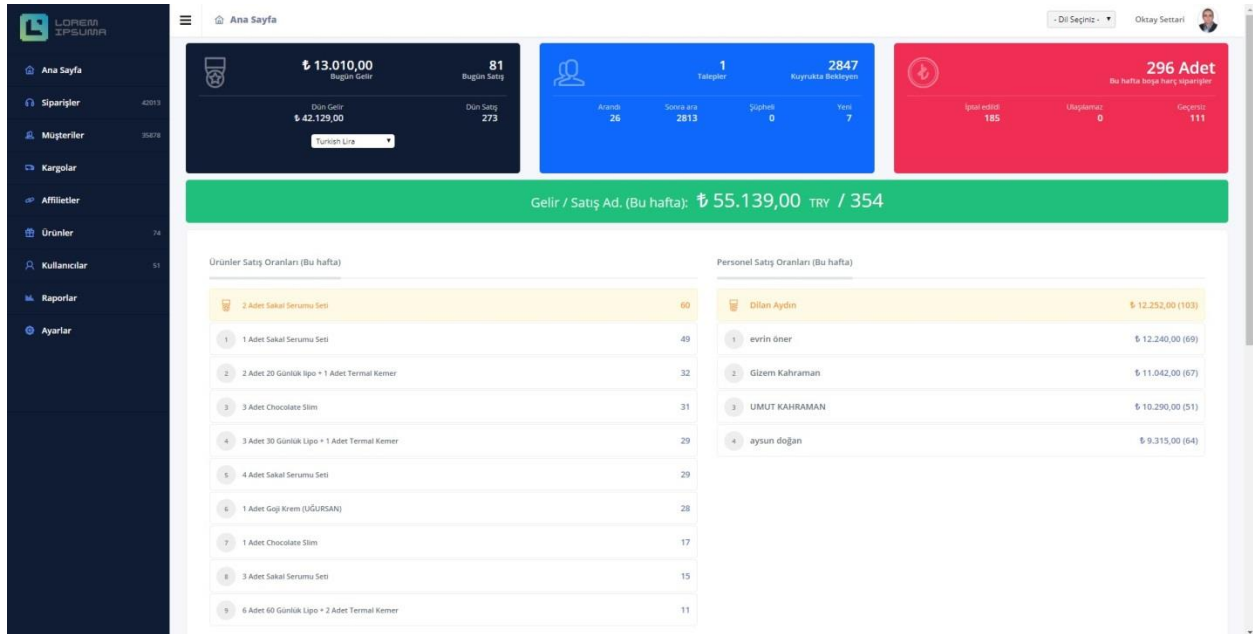 LOREM
IPSUMA
Ana Sayfa
- Dil Seçiniz -
Oktay Settari
Ana Sayfa
Siparişler 42013
Müşteriler 35878
Kargolar
Affilietler
Ürünler 74
Kullanıcılar 51
Raporlar
Ayarlar
₺ 13.010,00
Bugün Gelir
81
Bugün Satış
Dün Gelir
₺ 42.129,00
Dün Satış
273
Turkish Lira
1
Talepler
2847
Kuyrukta Bekleyen
Arandı
26
Sonra ara
2813
Şüpheli
0
Yeni
7
296 Adet
Bu hafta boşa harç siparişler
İptal edildi
185
Ulaşılamaz
0
Geçersiz
111
Gelir / Satış Ad. (Bu hafta): ₺ 55.139,00 TRY / 354
Ürünler Satış Oranları (Bu hafta)
2 Adet Sakal Serumu Seti 60
1 1 Adet Sakal Serumu Seti 49
2 2 Adet 20 Günlük lipo + 1 Adet Termal Kemer 32
3 3 Adet Chocolate Slim 31
4 3 Adet 30 Günlük Lipo + 1 Adet Termal Kemer 29
5 4 Adet Sakal Serumu Seti 29
6 1 Adet Goji Krem (UĞURSAN) 28
7 1 Adet Chocolate Slim 17
8 3 Adet Sakal Serumu Seti 15
9 6 Adet 60 Günlük Lipo + 2 Adet Termal Kemer 11
Personel Satış Oranları (Bu hafta)
Dilan Aydın ₺ 12.252,00 (103)
1 evrin öner ₺ 12.240,00 (69)
2 Gizem Kahraman ₺ 11.042,00 (67)
3 UMUT KAHRAMAN ₺ 10.290,00 (51)
4 aysun doğan ₺ 9.315,00 (64)